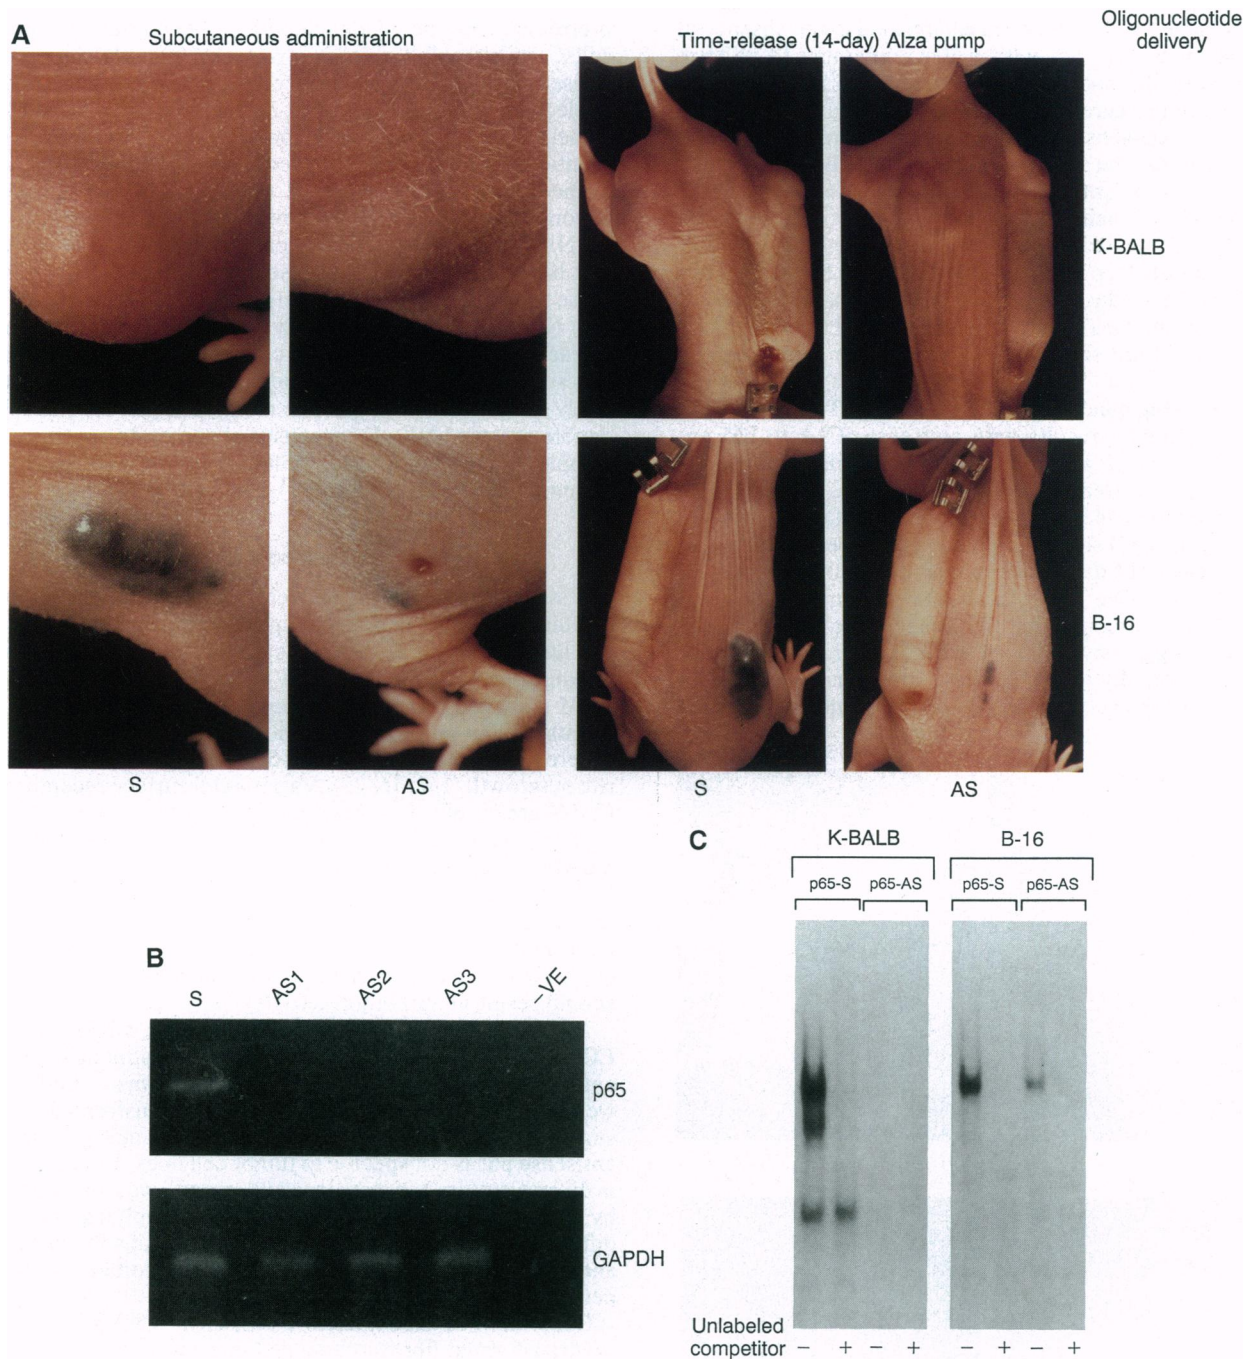 Oligonucleotide
delivery
A
Subcutaneous administration
Time-release (14-day) Alza pump
K-BALB
B-16
S
AS
S
AS
B
S
AS1
AS2
AS3
–VE
p65
GAPDH
C
K-BALB
B-16
p65-S
p65-AS
p65-S
p65-AS
Unlabeled
competitor
– + – + – + – +